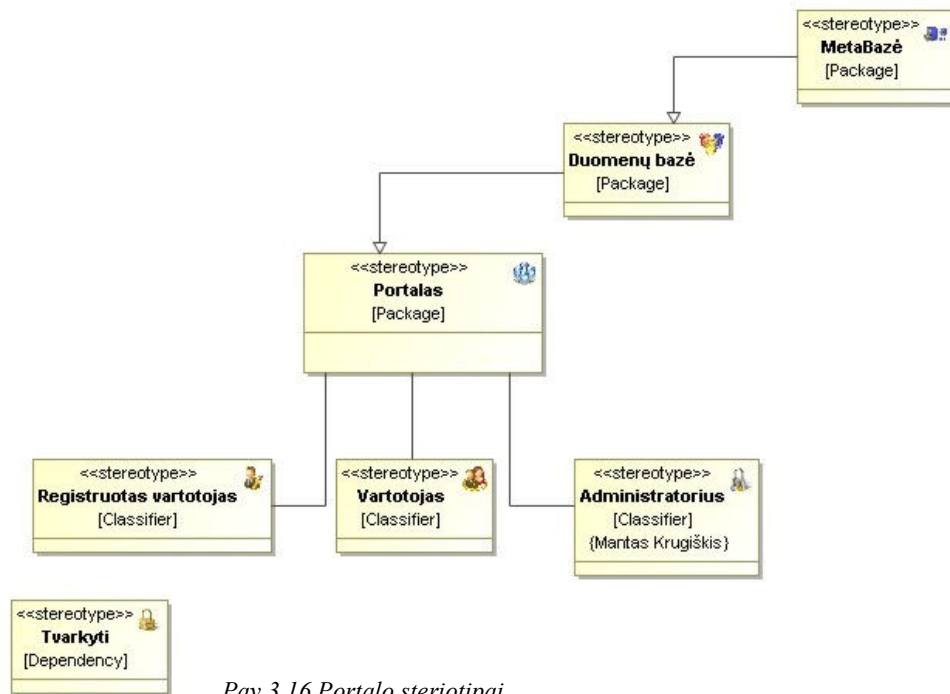 <<stereotype>>
MetaBazė
[Package]
<<stereotype>>
Duomenų bazė
[Package]
<<stereotype>>
Portalas
[Package]
<<stereotype>>
Registruotas vartotojas
[Classifier]
<<stereotype>>
Vartotojas
[Classifier]
<<stereotype>>
Administratorius
[Classifier]
{Mantas Krugiškis}
<<stereotype>>
Tvarkyti
[Dependency]
Pav 3.16 Portalo steriotipai